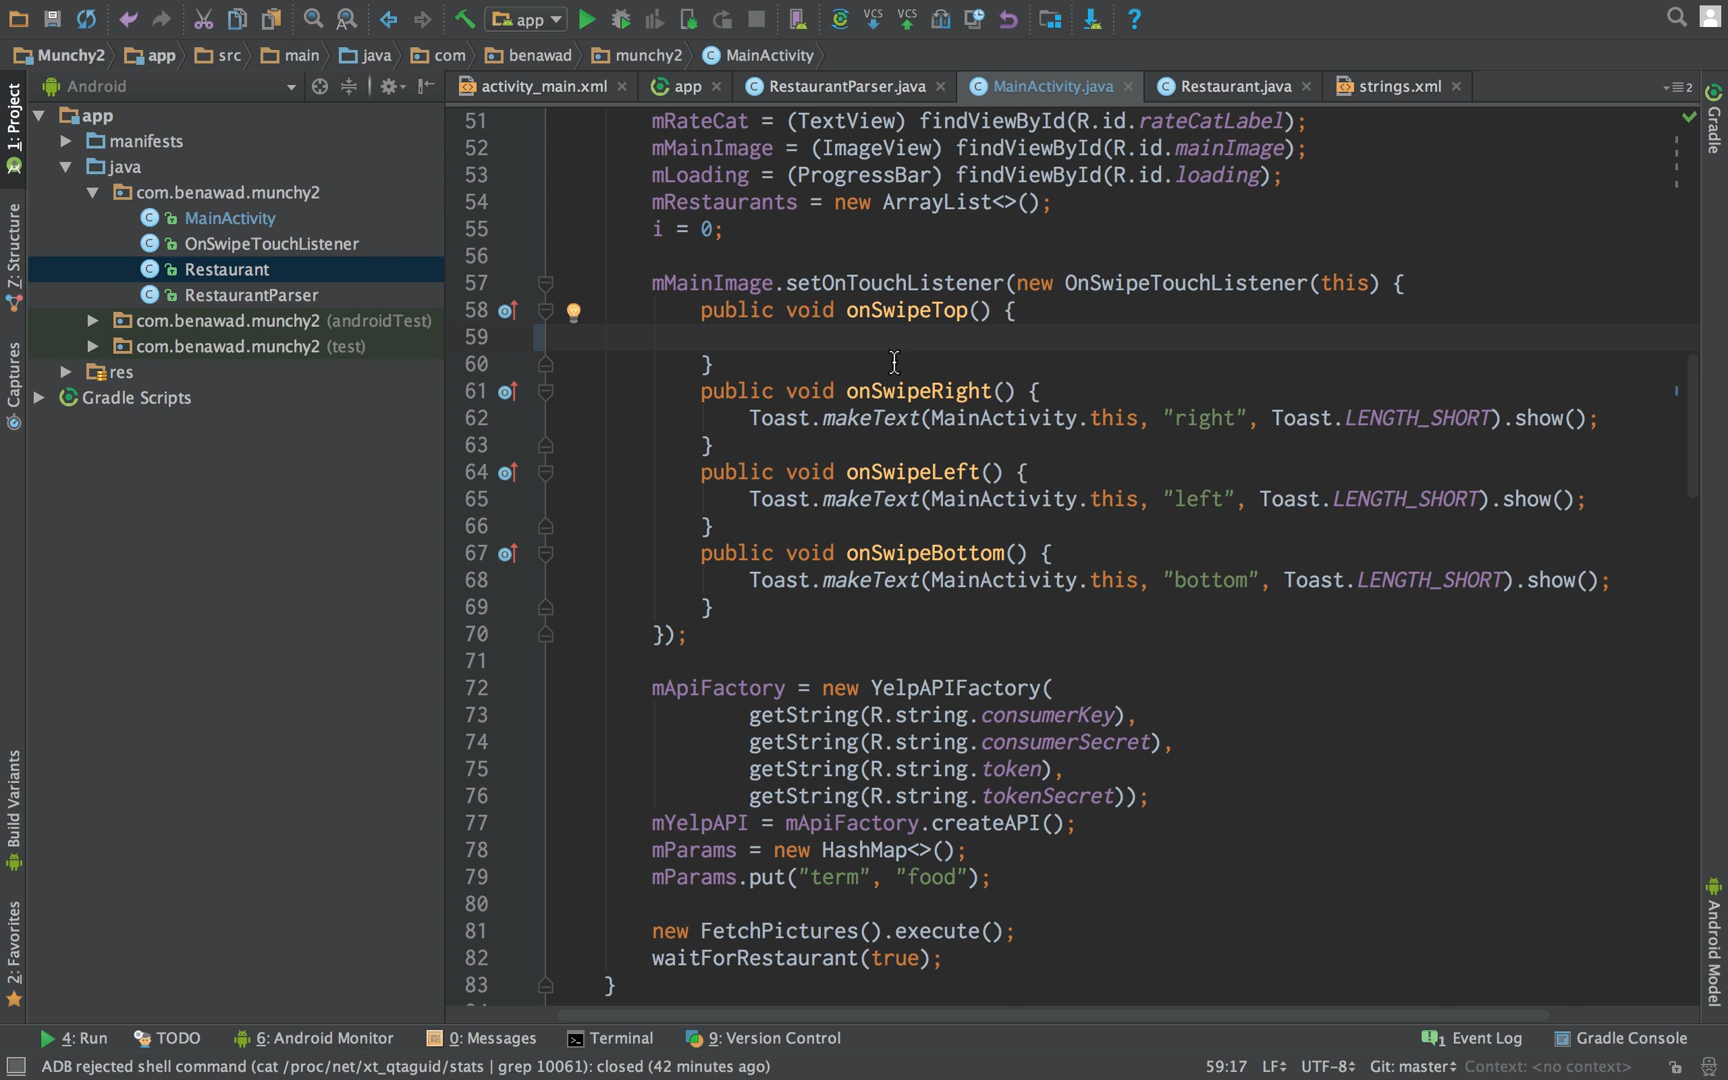 app
Munchy2
app
src
main
java
com
benawad
munchy2
MainActivity
Android
activity_main.xml
app
RestaurantParser.java
MainActivity.java
Restaurant.java
strings.xml
2
1: Project
Z: Structure
Captures
Build Variants
2: Favorites
app
manifests
java
com.benawad.munchy2
MainActivity
OnSwipeTouchListener
Restaurant
RestaurantParser
com.benawad.munchy2 (androidTest)
com.benawad.munchy2 (test)
res
Gradle Scripts
51 mRateCat = (TextView) findViewById(R.id.rateCatLabel);
52 mMainImage = (ImageView) findViewById(R.id.mainImage);
53 mLoading = (ProgressBar) findViewById(R.id.loading);
54 mRestaurants = new ArrayList<>();
55 i = 0;
56
57 mMainImage.setOnTouchListener(new OnSwipeTouchListener(this) {
58 public void onSwipeTop() {
59
60 }
61 public void onSwipeRight() {
62 Toast.makeText(MainActivity.this, "right", Toast.LENGTH_SHORT).show();
63 }
64 public void onSwipeLeft() {
65 Toast.makeText(MainActivity.this, "left", Toast.LENGTH_SHORT).show();
66 }
67 public void onSwipeBottom() {
68 Toast.makeText(MainActivity.this, "bottom", Toast.LENGTH_SHORT).show();
69 }
70 });
71
72 mApiFactory = new YelpAPIFactory(
73 getString(R.string.consumerKey),
74 getString(R.string.consumerSecret),
75 getString(R.string.token),
76 getString(R.string.tokenSecret));
77 mYelpAPI = mApiFactory.createAPI();
78 mParams = new HashMap<>();
79 mParams.put("term", "food");
80
81 new FetchPictures().execute();
82 waitForRestaurant(true);
83 }
Gradle
Android Model
4: Run
TODO
6: Android Monitor
0: Messages
Terminal
9: Version Control
1 Event Log
Gradle Console
ADB rejected shell command (cat /proc/net/xt_qtaguid/stats | grep 10061): closed (42 minutes ago)
59:17
LF
UTF-8
Git: master
Context: <no context>